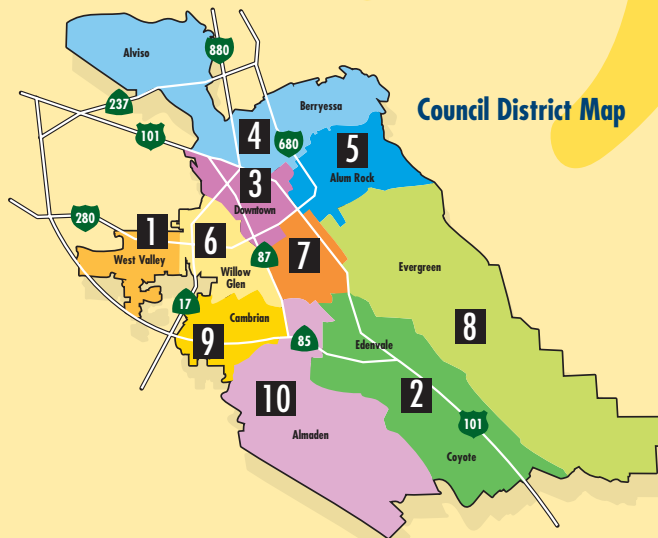 Council District Map
Alviso
880
237
Berryessa
101
4
680
5
Alum Rock
3
Downtown
280
1
West Valley
6
Willow
Glen
87
7
Evergreen
17
Cambrian
9
85
Edenvale
8
10
Almaden
2
101
Coyote